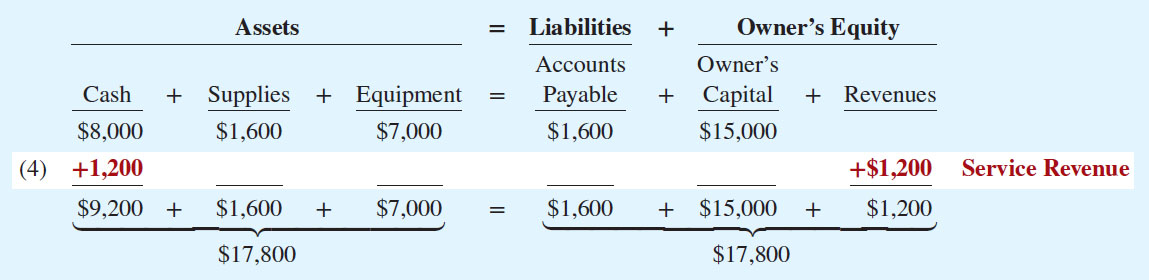 Assets = Liabilities + Owner's Equity
Accounts Owner's
Cash + Supplies + Equipment = Payable + Capital + Revenues
$8,000 $1,600 $7,000 $1,600 $15,000
(4) +1,200 +$1,200 Service Revenue
$9,200 + $1,600 + $7,000 = $1,600 + $15,000 + $1,200
$17,800 $17,800